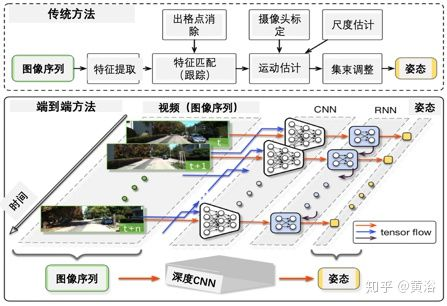 传统方法
出格点消除
摄像头标定
尺度估计
图像序列
特征提取
特征匹配
(跟踪)
运动估计
集束调整
姿态
端到端方法
视频 (图像序列)
CNN
RNN
姿态
t
t+1
t+n
时间
tensor flow
图像序列
深度CNN
姿态
知乎 @黄浴